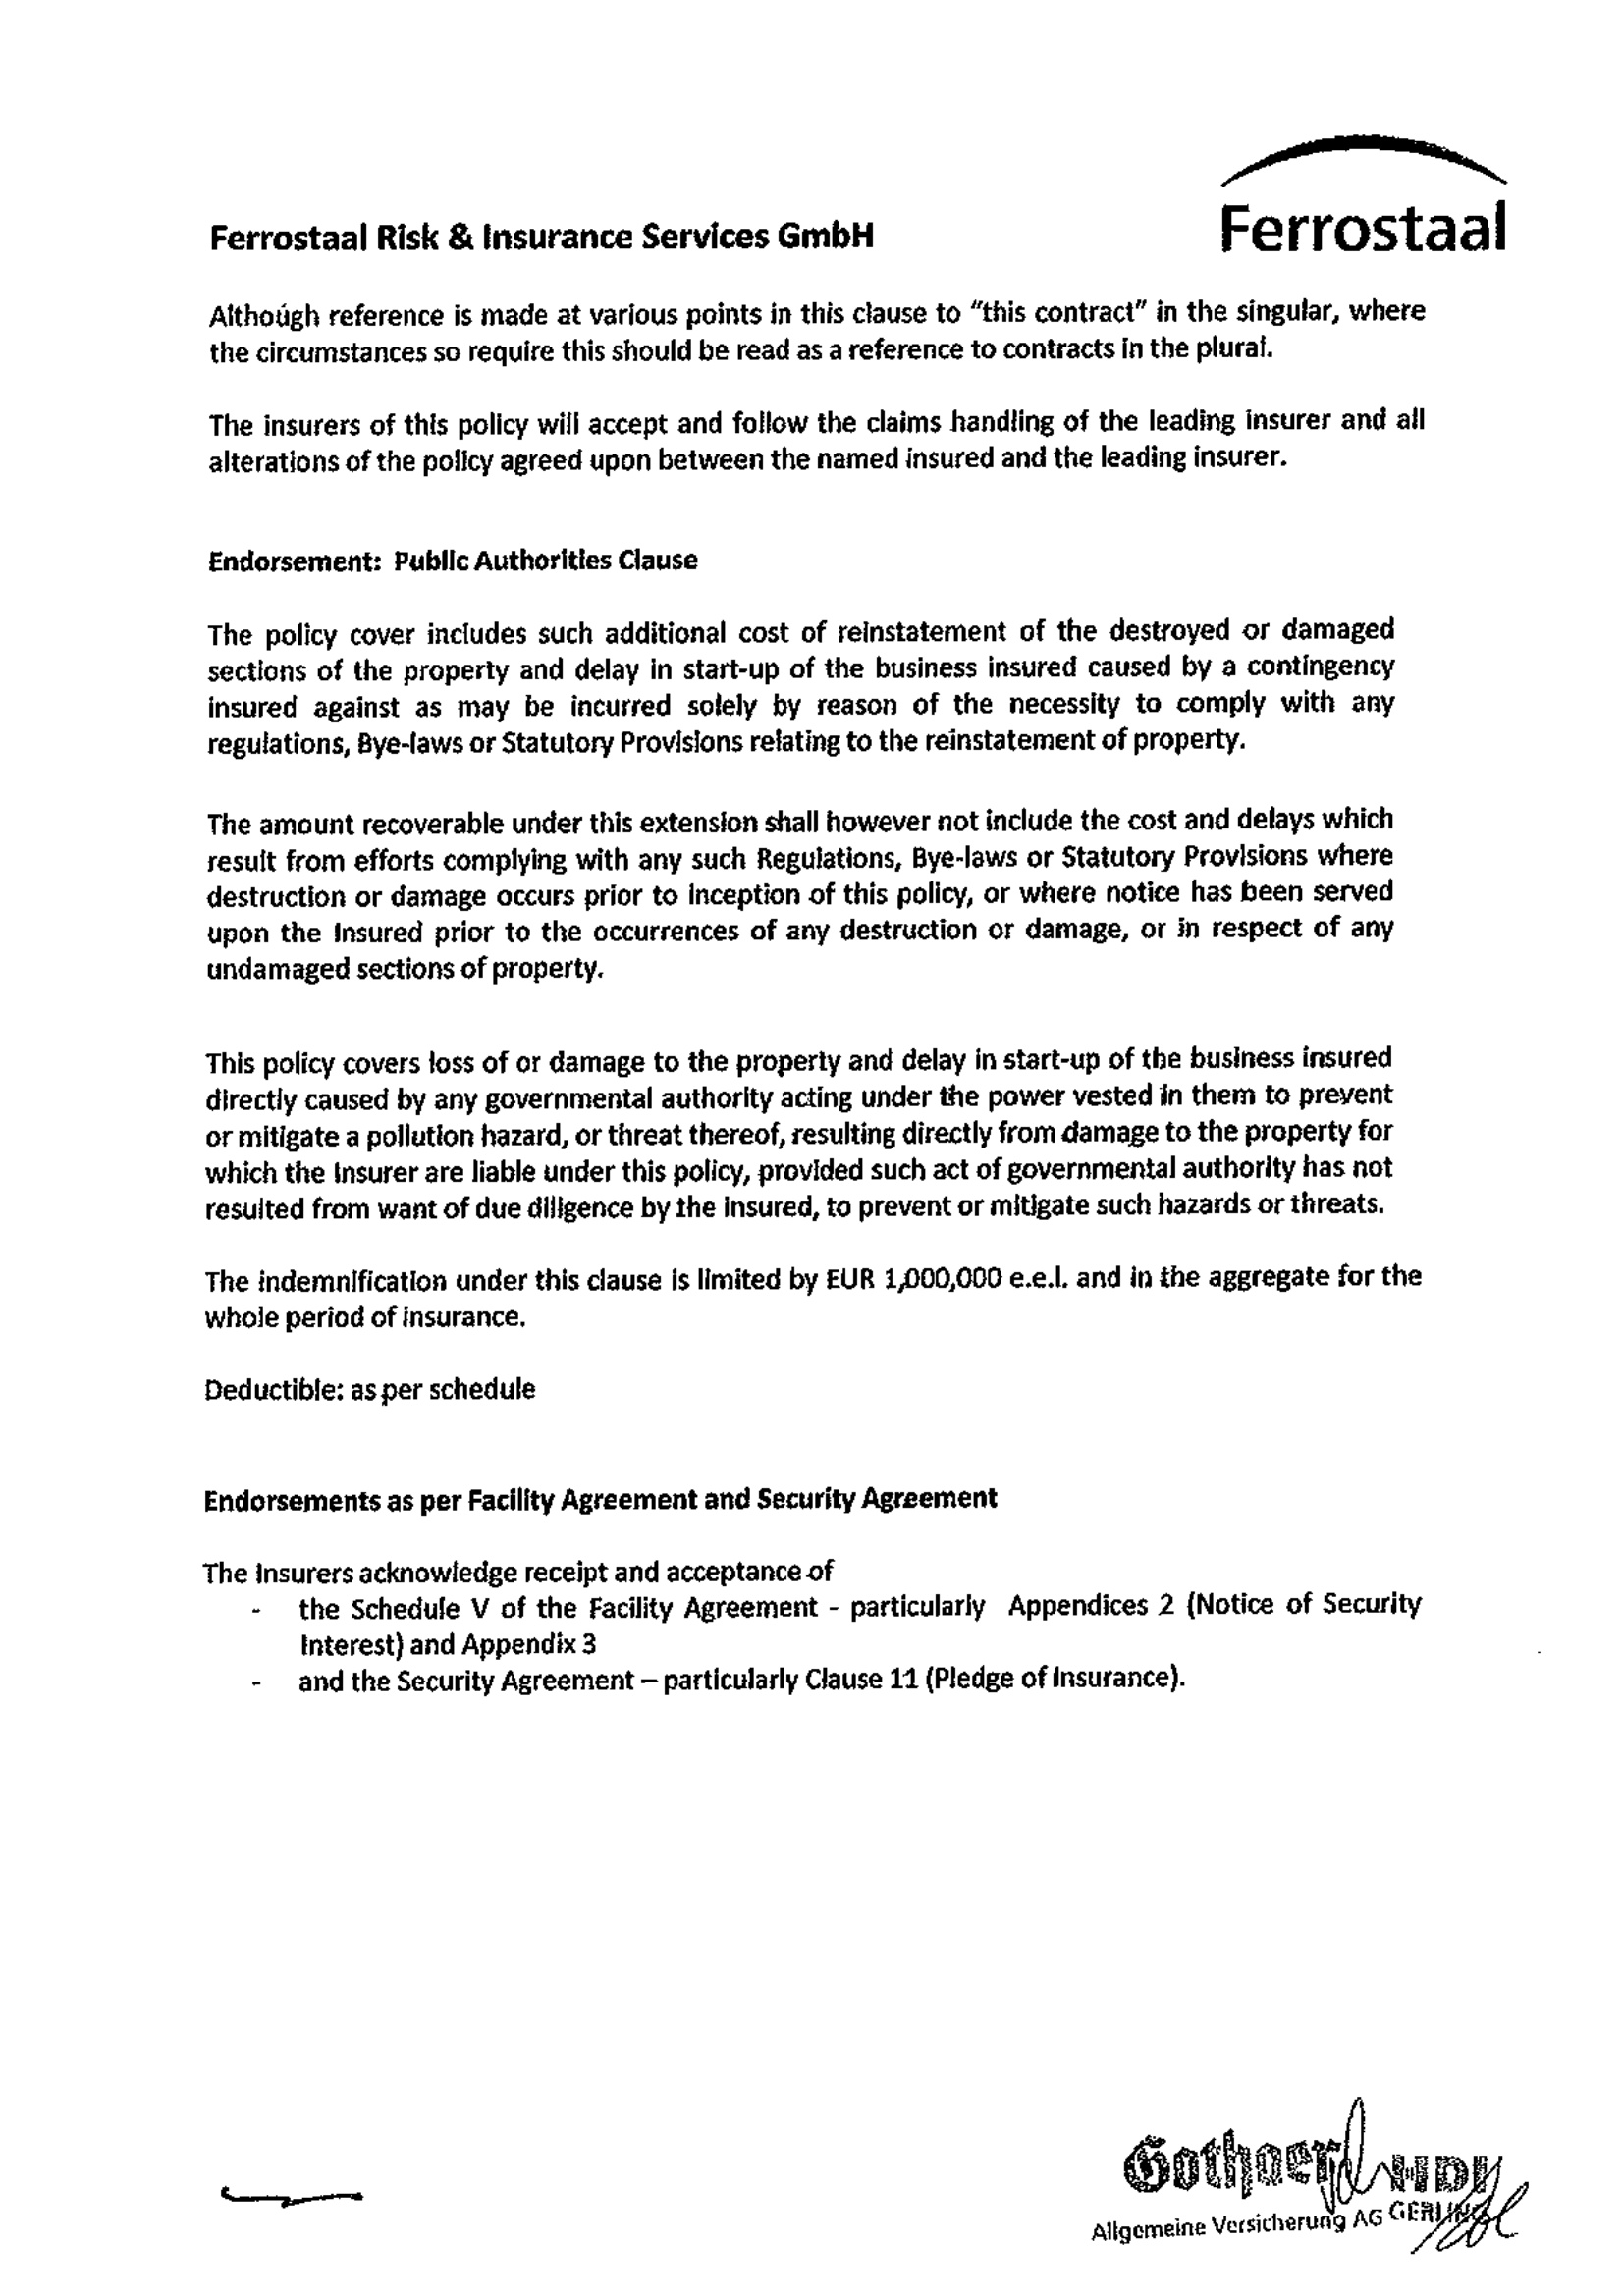 Ferrostaal
Ferrostaal Risk & Insurance Services GmbH
Although reference is made at various points in this clause to "this contract" in the singular, where
the circumstances so require this should be read as a reference to contracts in the plural.
The insurers of this policy will accept and follow the claims handling of the leading insurer and all
alterations of the policy agreed upon between the named insured and the leading insurer.
Endorsement: Public Authorities Clause
The policy cover includes such additional cost of reinstatement of the destroyed or damaged
sections of the property and delay in start-up of the business insured caused by a contingency
insured against as may be incurred solely by reason of the necessity to comply with any
regulations, Bye-laws or Statutory Provisions relating to the reinstatement of property.
The amount recoverable under this extension shall however not include the cost and delays which
result from efforts complying with any such Regulations, Bye-laws or Statutory Provisions where
destruction or damage occurs prior to inception of this policy, or where notice has been served
upon the Insured prior to the occurrences of any destruction or damage, or in respect of any
undamaged sections of property.
This policy covers loss of or damage to the property and delay in start-up of the business insured
directly caused by any governmental authority acting under the power vested in them to prevent
or mitigate a pollution hazard, or threat thereof, resulting directly from damage to the property for
which the Insurer are liable under this policy, provided such act of governmental authority has not
resulted from want of due diligence by the insured, to prevent or mitigate such hazards or threats.
The indemnification under this clause is limited by EUR 1,000,000 e.e.l. and in the aggregate for the
whole period of insurance.
Deductible: as per schedule
Endorsements as per Facility Agreement and Security Agreement
The Insurers acknowledge receipt and acceptance of
- the Schedule V of the Facility Agreement - particularly Appendices 2 (Notice of Security
Interest) and Appendix 3
- and the Security Agreement – particularly Clause 11 (Pledge of Insurance).
Gothaer HDI
Allgemeine Versicherung AG GERLING